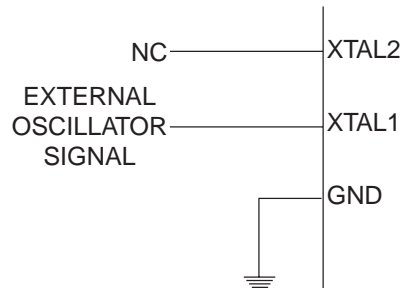 NC
XTAL2
EXTERNAL
OSCILLATOR
SIGNAL
XTAL1
GND